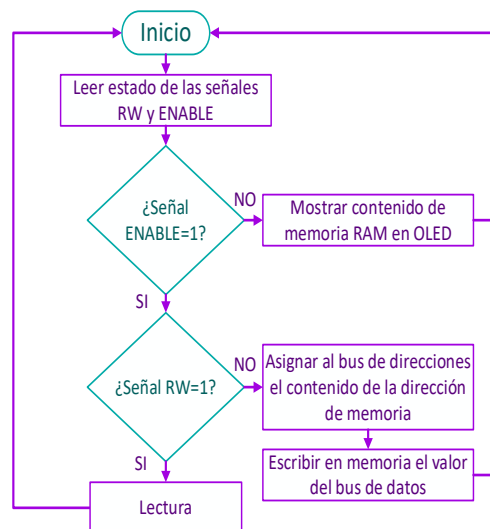 Inicio
Leer estado de las señales
RW y ENABLE
¿Señal
ENABLE=1?
NO
Mostrar contenido de
memoria RAM en OLED
SI
¿Señal RW=1?
NO
Asignar al bus de direcciones
el contenido de la dirección
de memoria
SI
Escribir en memoria el valor
del bus de datos
Lectura